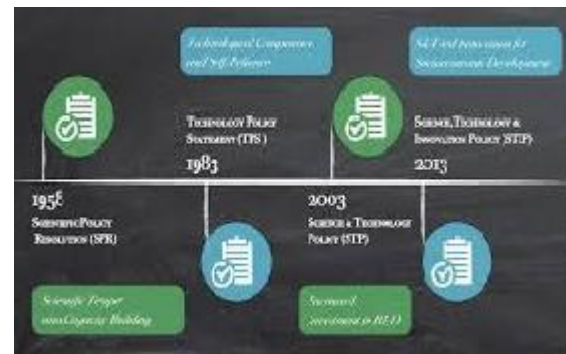 Technological Competence
and Self-Reliance
S&T and Innovation for
Socioeconomic Development
Technology Policy
Statement (TPS)
1983
Science, Technology &
Innovation Policy (STIP)
2013
1958
Scientific Policy
Resolution (SPR)
2003
Science & Technology
Policy (STP)
Scientific Temper
and Capacity Building
Increased
Investment in R&D